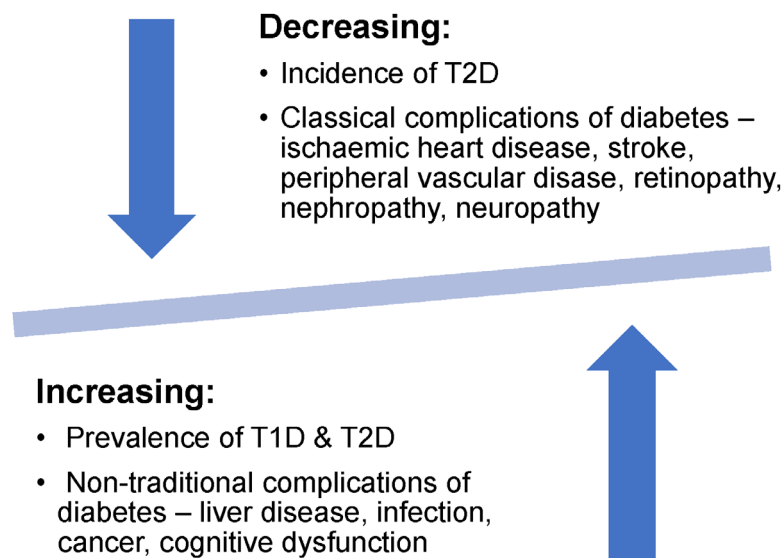 Decreasing:
• Incidence of T2D
• Classical complications of diabetes –
ischaemic heart disease, stroke,
peripheral vascular disase, retinopathy,
nephropathy, neuropathy
Increasing:
• Prevalence of T1D & T2D
• Non-traditional complications of
diabetes – liver disease, infection,
cancer, cognitive dysfunction